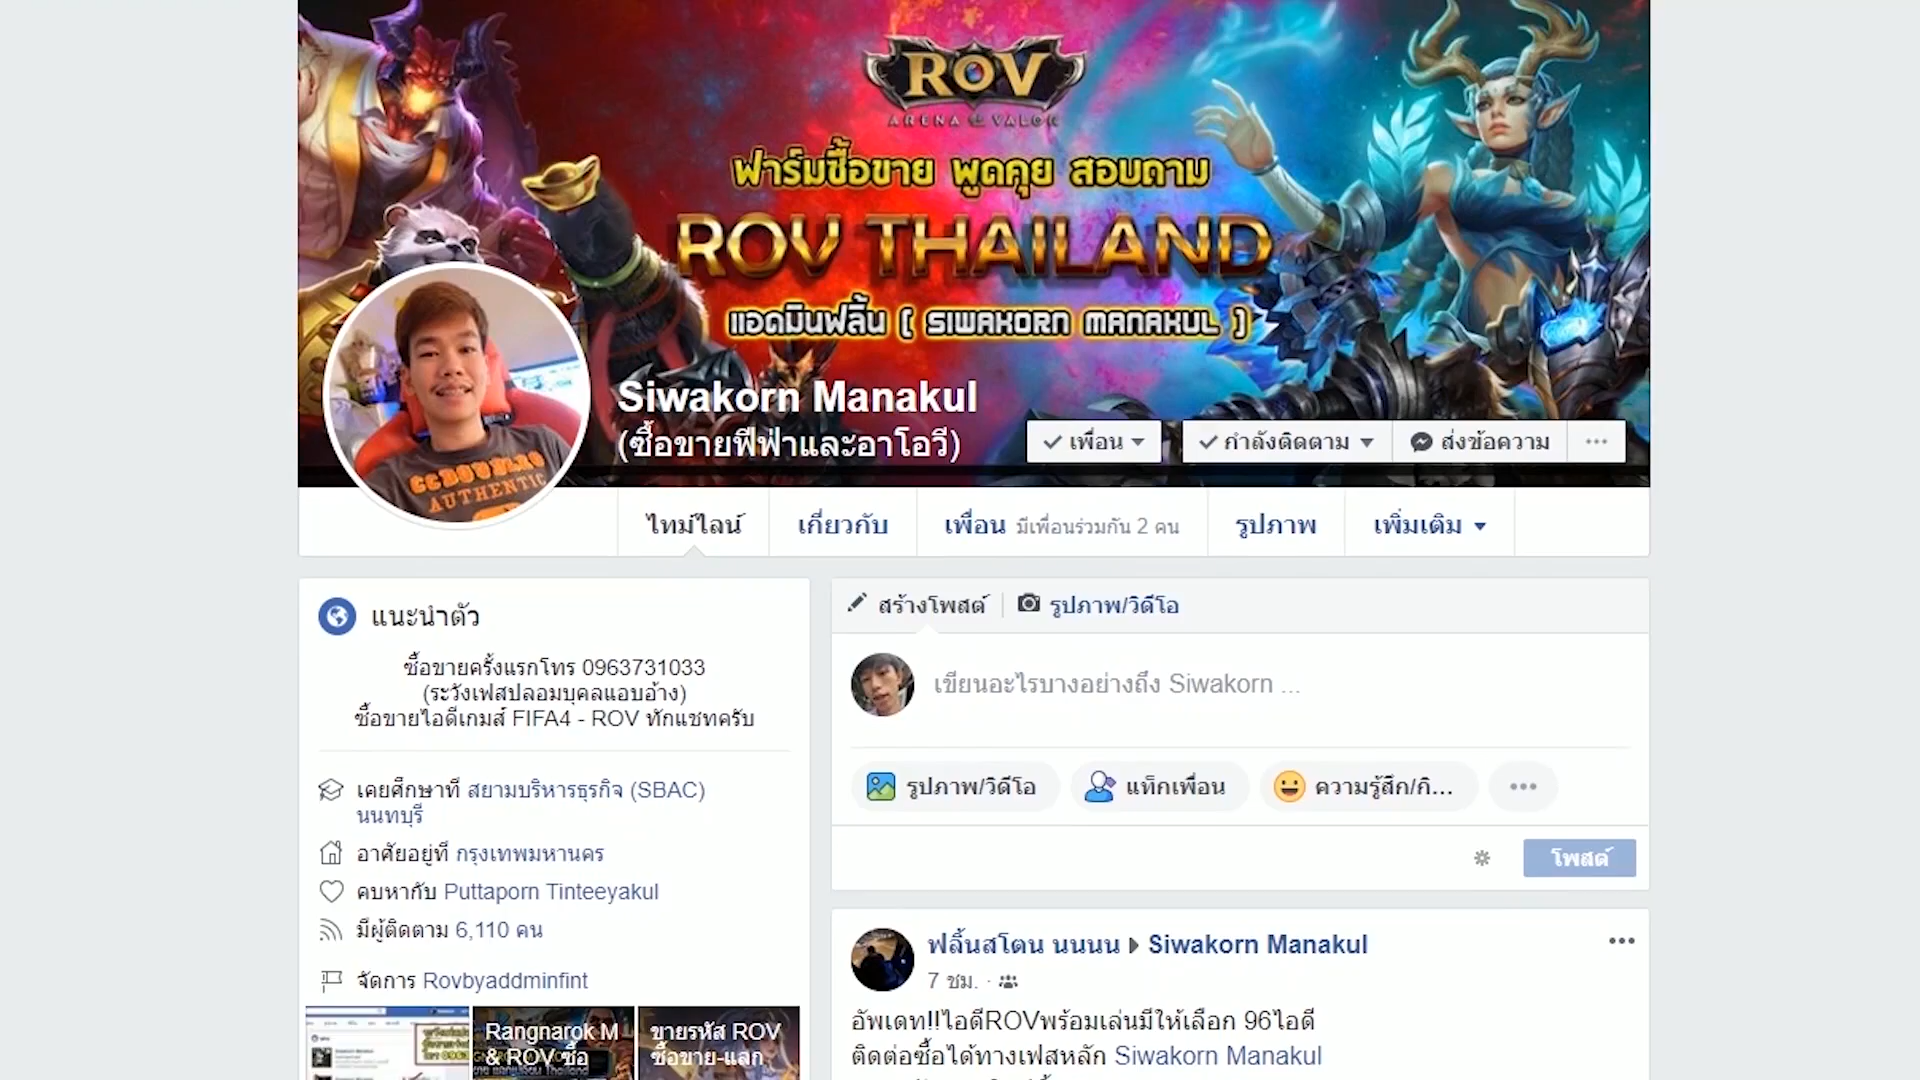 ROV
ARENA OF VALOR
ฟาร์มซื้อขาย พูดคุย สอบถาม
ROV THAILAND
แอดมินฟลิ้น ( SIWAKORN MANAKUL )
Siwakorn Manakul
(ซื้อขายฟีฟ่าและอาโอวี)
เพื่อน
กำลังติดตาม
ส่งข้อความ
AUTHENTIC
ไทม์ไลน์
เกี่ยวกับ
เพื่อน มีเพื่อนร่วมกัน 2 คน
รูปภาพ
เพิ่มเติม
แนะนำตัว
ซื้อขายครั้งแรกโทร 0963731033
(ระวังเฟสปลอมบุคลแอบอ้าง)
ซื้อขายไอดีเกมส์ FIFA4 - ROV ทักแชทครับ
เคยศึกษาที่ สยามบริหารธุรกิจ (SBAC)
นนทบุรี
อาศัยอยู่ที่ กรุงเทพมหานคร
คบหากับ Puttaporn Tinteeyakul
มีผู้ติดตาม 6,110 คน
จัดการ Rovbyaddminfint
Rangnarok M
& ROV ซื้อ
ขายรหัส ROV
ซื้อขาย-แลก
สร้างโพสต์
รูปภาพ/วิดีโอ
เขียนอะไรบางอย่างถึง Siwakorn ...
รูปภาพ/วิดีโอ
แท็กเพื่อน
ความรู้สึก/กิ...
โพสต์
ฟลิ้นสโตน นนนน Siwakorn Manakul
7 ชม.
อัพเดท!!ไอดีROVพร้อมเล่นมีให้เลือก 96ไอดี
ติดต่อซื้อได้ทางเฟสหลัก Siwakorn Manakul